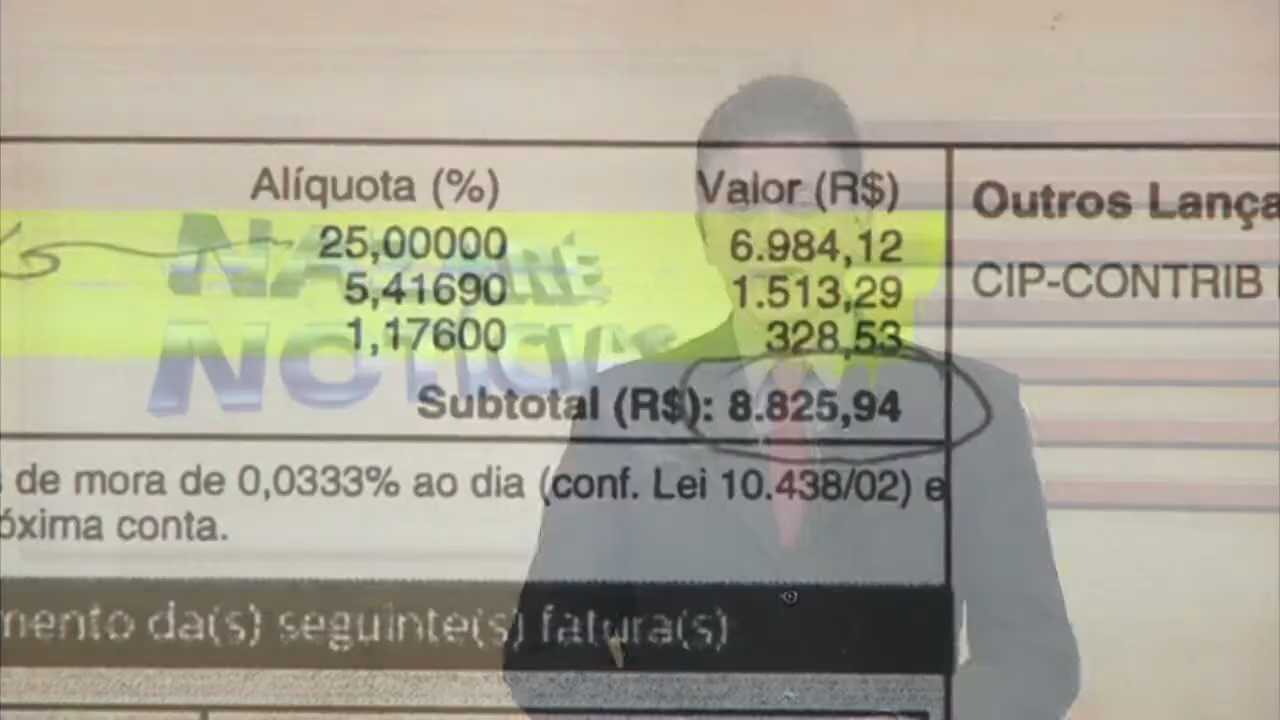 Alíquota (%) Valor (R$) Outros Lança
25,00000 6.984,12
5,41690 1.513,29 CIP-CONTRIB
1,17600 328,53
Subtotal (R$): 8.825,94
de mora de 0,0333% ao dia (conf. Lei 10.438/02) e
óxima conta.
mento da(s) seguinte(s) fatura(s)